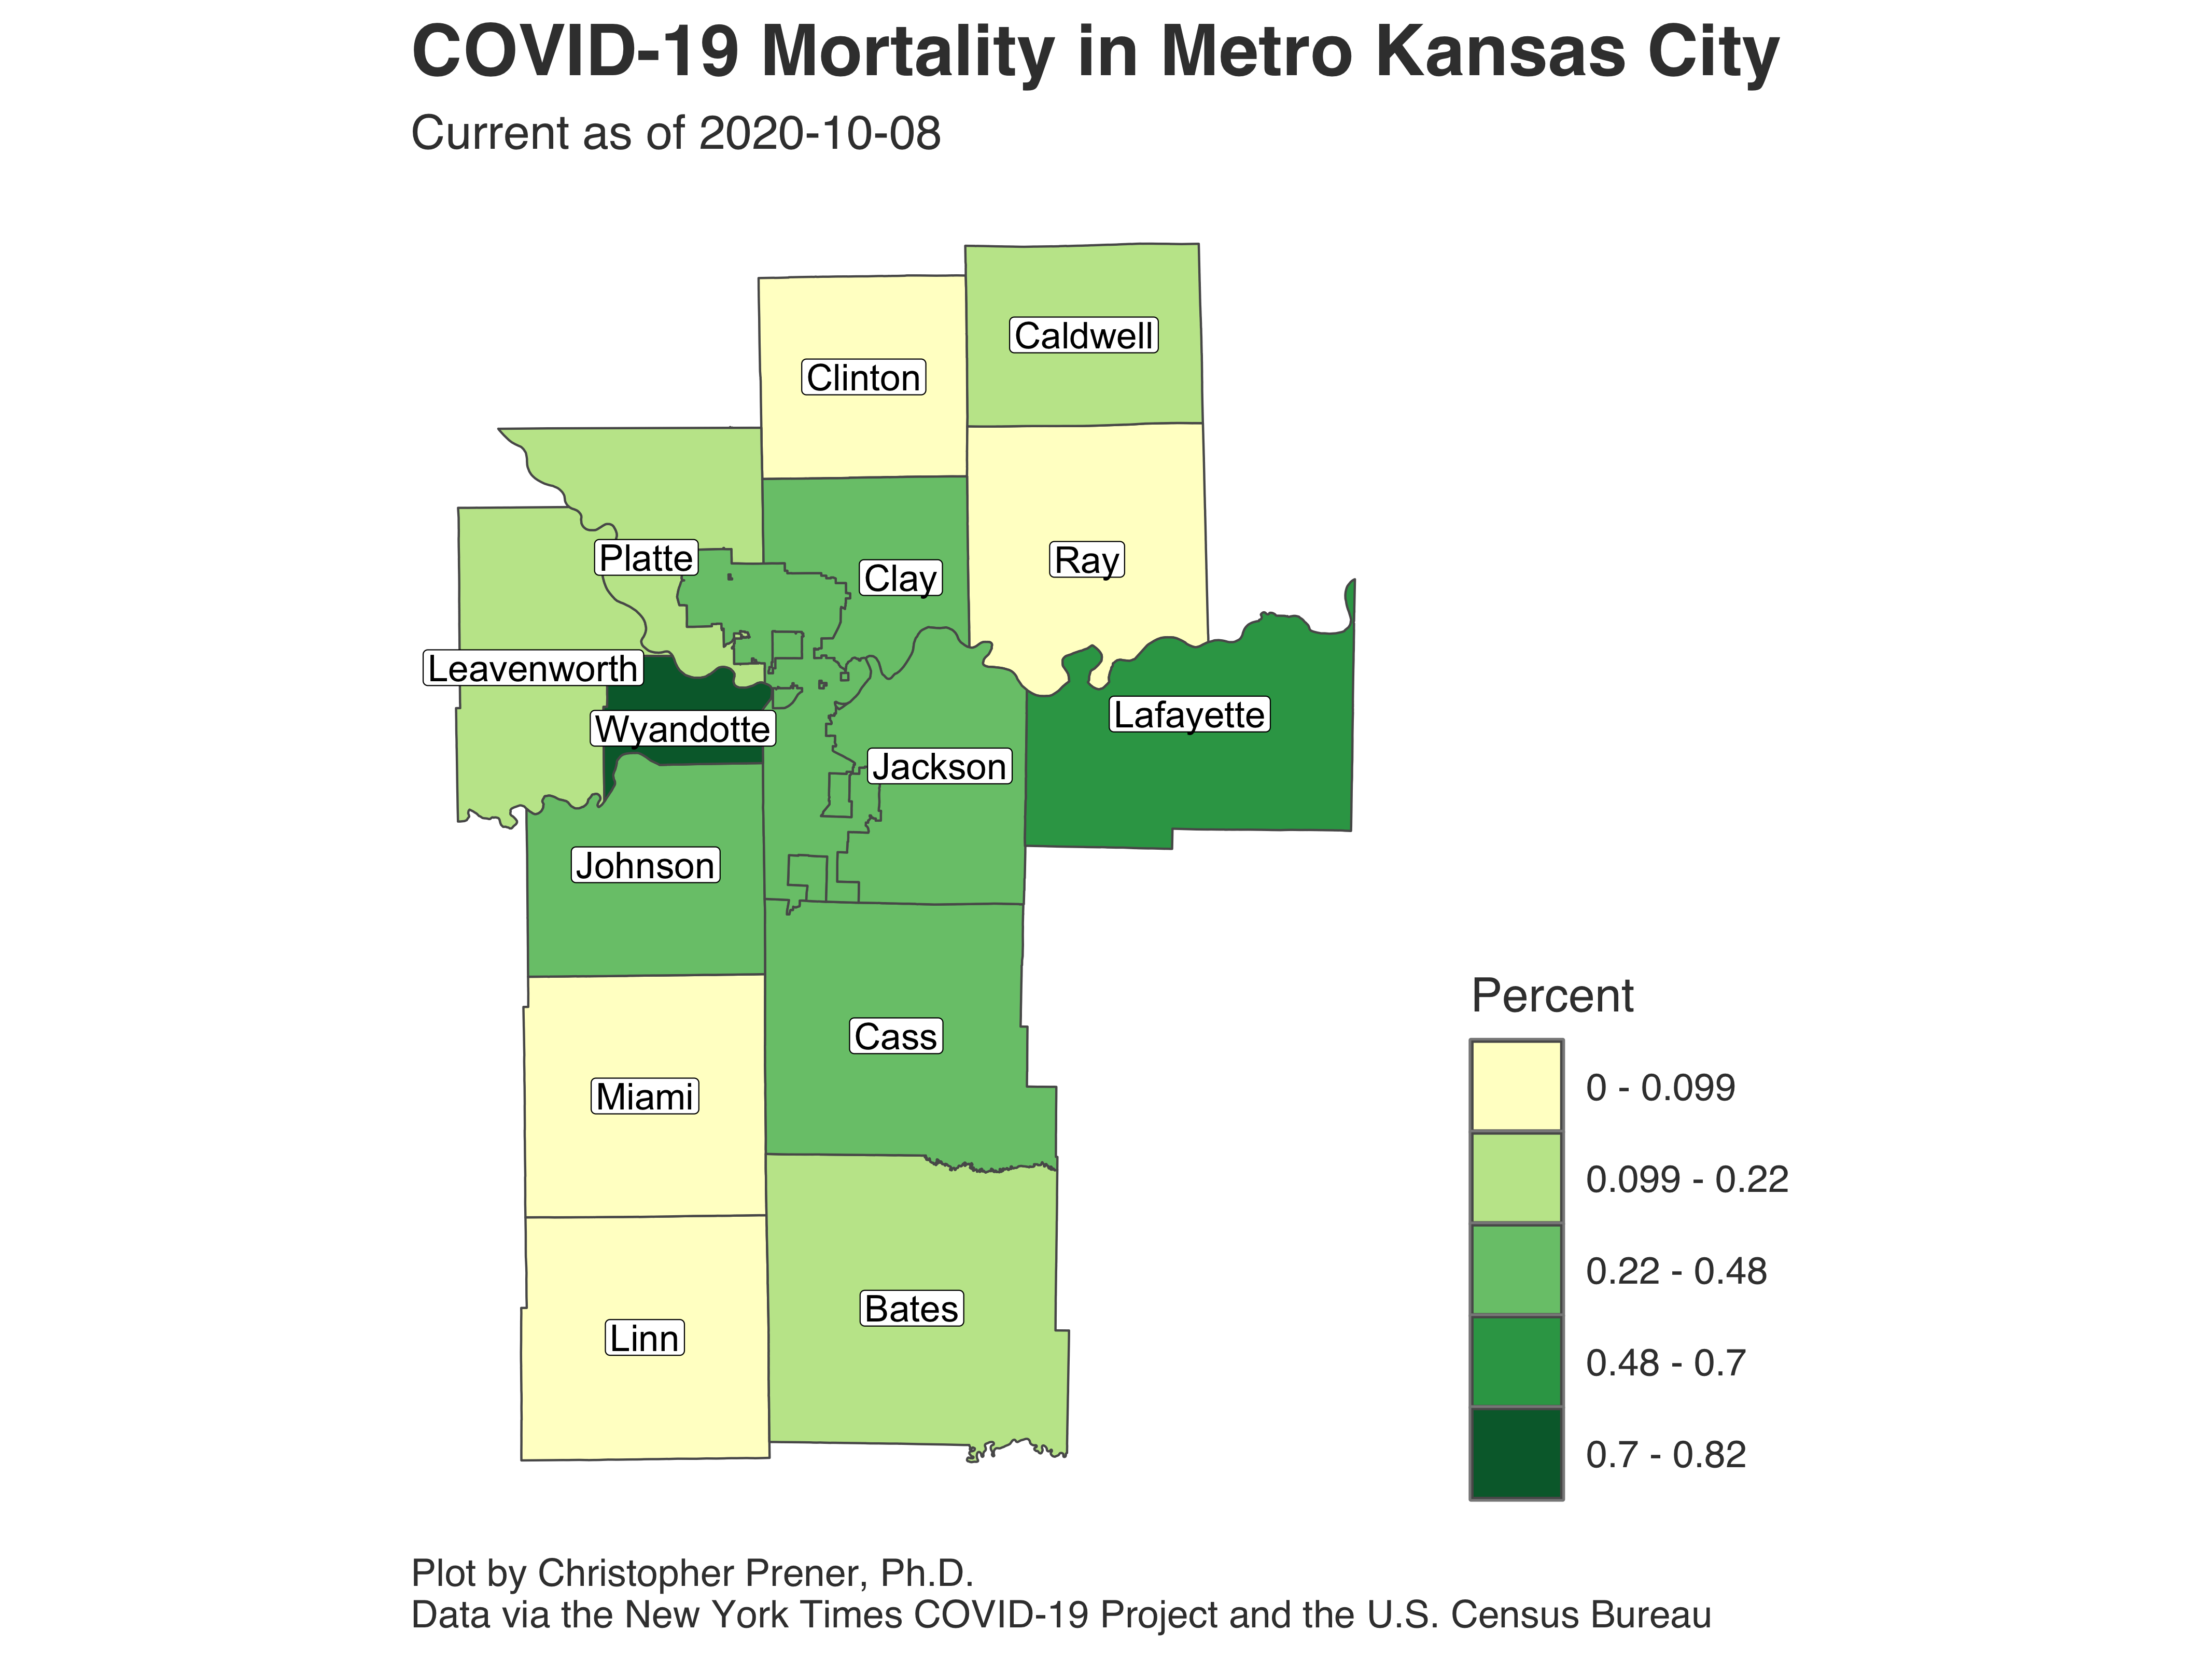 COVID-19 Mortality in Metro Kansas City
Current as of 2020-10-08
Caldwell
Clinton
Platte
Clay
Ray
Leavenworth
Wyandotte
Lafayette
Jackson
Johnson
Cass
Miami
Bates
Linn
Percent
0 - 0.099
0.099 - 0.22
0.22 - 0.48
0.48 - 0.7
0.7 - 0.82
Plot by Christopher Prener, Ph.D.
Data via the New York Times COVID-19 Project and the U.S. Census Bureau